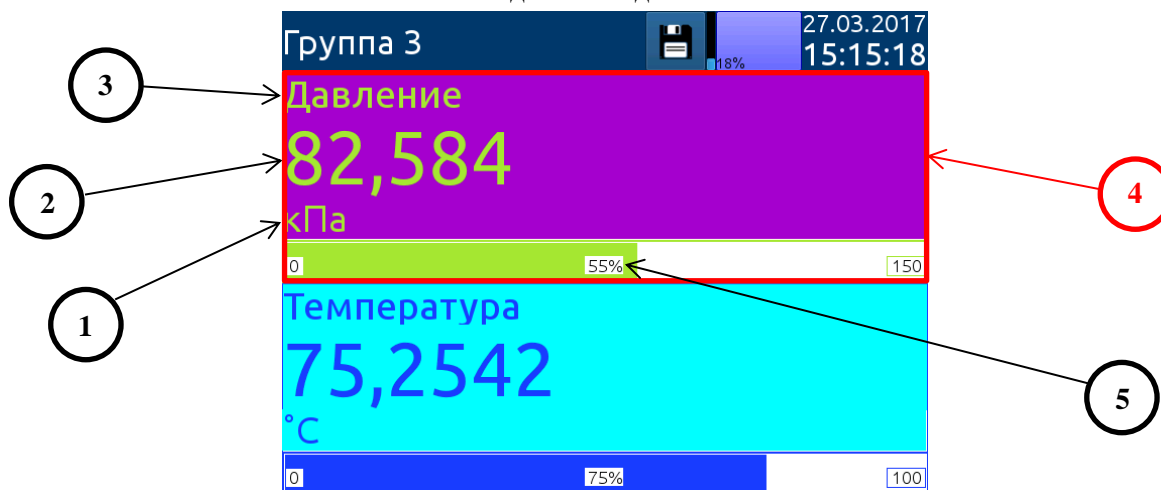 Группа 3
18%
27.03.2017
15:15:18
3
Давление
82,584
2
4
кПа
0 55% 150
1
Температура
75,2542
5
°C
0 75% 100